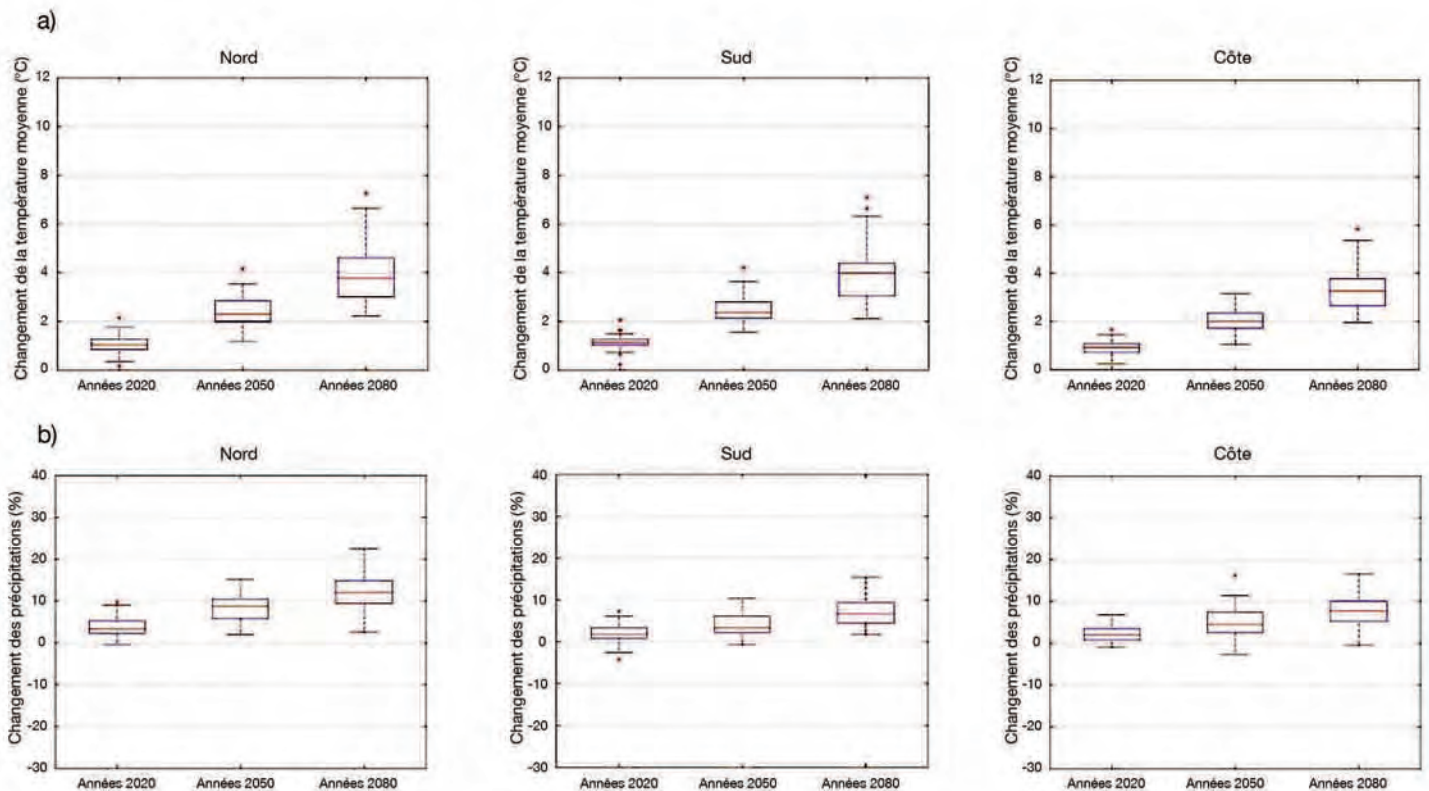 a)
Nord
Changement de la température moyenne (°C)
12
10
8
6
4
2
0
Années 2020
Années 2050
Années 2080
Sud
Changement de la température moyenne (°C)
12
10
8
6
4
2
0
Années 2020
Années 2050
Années 2080
Côte
Changement de la température moyenne (°C)
12
10
8
6
4
2
0
Années 2020
Années 2050
Années 2080
b)
Nord
Changement des précipitations (%)
40
40
30
20
10
0
-10
-20
-30
Années 2020
Années 2050
Années 2080
Sud
Changement des précipitations (%)
40
30
20
10
0
-10
-20
-30
Années 2020
Années 2050
Années 2080
Côte
Changement des précipitations (%)
40
30
20
10
0
-10
-20
-30
Années 2020
Années 2050
Années 2080